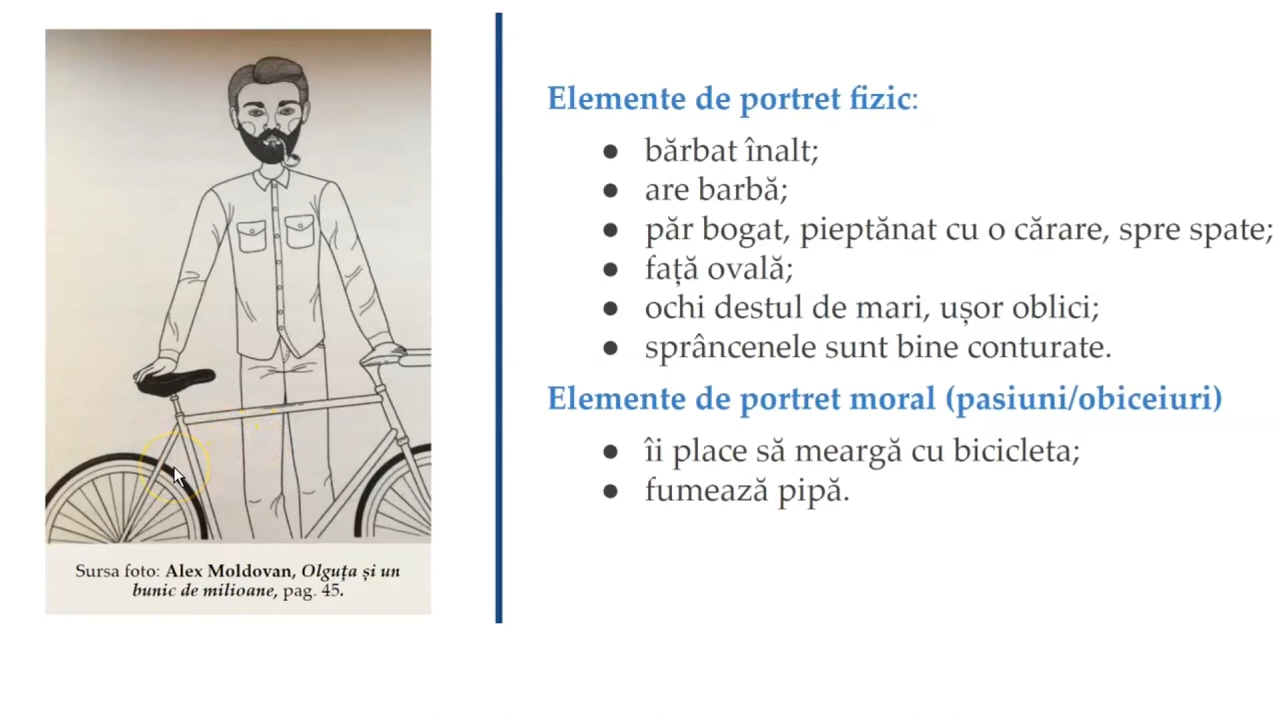 Elemente de portret fizic:
● bărbat înalt;
● are barbă;
● păr bogat, pieptănat cu o cărare, spre spate;
● față ovală;
● ochi destul de mari, ușor oblici;
● sprâncenele sunt bine conturate.
Elemente de portret moral (pasiuni/obiceiuri)
● îi place să meargă cu bicicleta;
● fumează pipă.
Sursa foto: Alex Moldovan, Olguța și un
bunic de milioane, pag. 45.